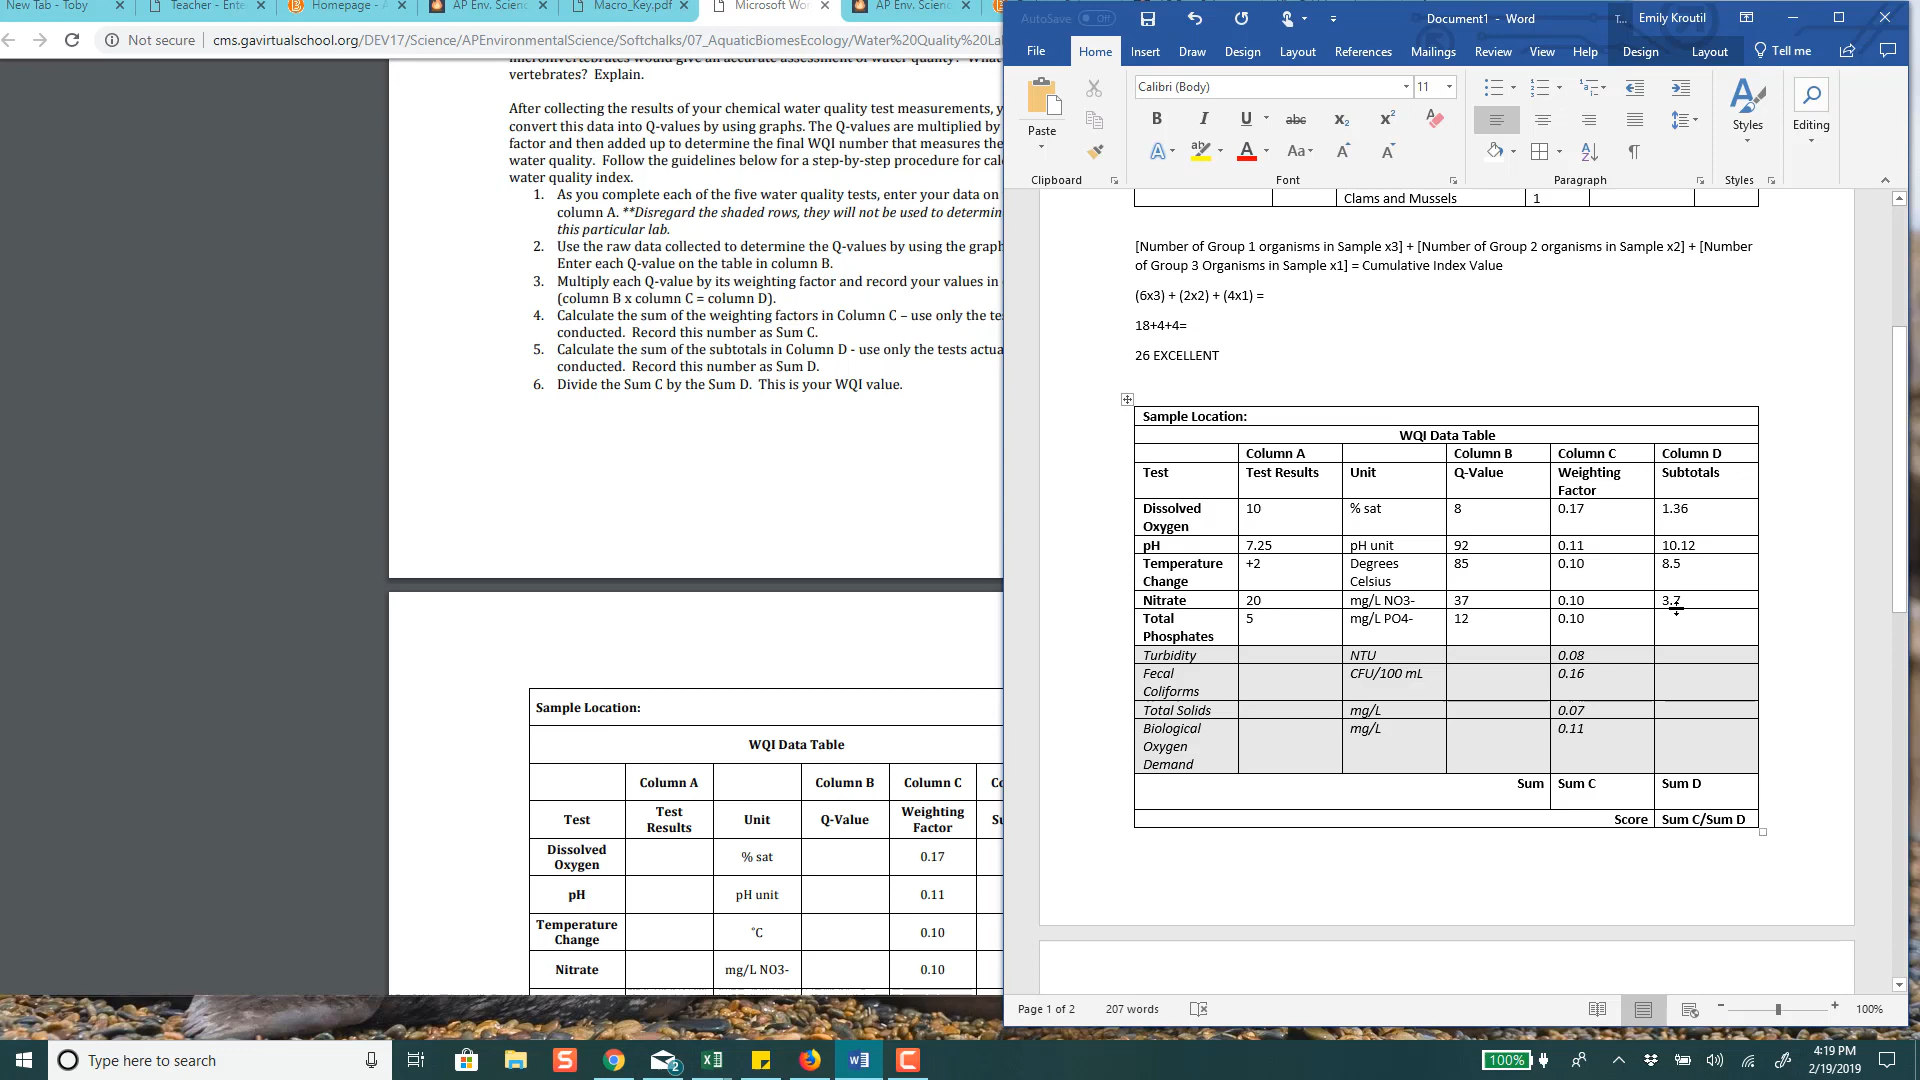 New Tab - Toby
Teacher - Ente
Homepage -
AP Env. Scienc
Macro_Key.pdf
Microsoft Wor
AP Env. Scienc
Not secure
cms.gavirtualschool.org/DEV17/Science/APEnvironmentalScience/Softchalks/07_AquaticBiomesEcology/Water%20Quality%20La
vertebrates? Explain.
After collecting the results of your chemical water quality test measurements, y
convert this data into Q-values by using graphs. The Q-values are multiplied by
factor and then added up to determine the final WQI number that measures the
water quality. Follow the guidelines below for a step-by-step procedure for cal
water quality index.
1. As you complete each of the five water quality tests, enter your data on
column A. **Disregard the shaded rows, they will not be used to determin
this particular lab.
2. Use the raw data collected to determine the Q-values by using the graph
Enter each Q-value on the table in column B.
3. Multiply each Q-value by its weighting factor and record your values in
(column B x column C = column D).
4. Calculate the sum of the weighting factors in Column C – use only the te
conducted. Record this number as Sum C.
5. Calculate the sum of the subtotals in Column D - use only the tests actua
conducted. Record this number as Sum D.
6. Divide the Sum C by the Sum D. This is your WQI value.
Sample Location:
WQI Data Table
Column A Column B Column C Co
Test Test Results Unit Q-Value Weighting Factor Su
Dissolved Oxygen % sat 0.17
pH pH unit 0.11
Temperature Change °C 0.10
Nitrate mg/L NO3- 0.10
AutoSave Off
Document1 - Word
T...
Emily Kroutil
File Home Insert Draw Design Layout References Mailings Review View Help Design Layout Tell me
Paste
Clipboard
Calibri (Body) 11
B I U abc X₂ X²
A A Aa A A
Font
Paragraph
Styles
Styles
Editing
Clams and Mussels 1
[Number of Group 1 organisms in Sample x3] + [Number of Group 2 organisms in Sample x2] + [Number
of Group 3 Organisms in Sample x1] = Cumulative Index Value
(6x3) + (2x2) + (4x1) =
18+4+4=
26 EXCELLENT
Sample Location:
WQI Data Table
Column A Column B Column C Column D
Test Test Results Unit Q-Value Weighting Factor Subtotals
Dissolved Oxygen 10 % sat 8 0.17 1.36
pH 7.25 pH unit 92 0.11 10.12
Temperature Change +2 Degrees Celsius 85 0.10 8.5
Nitrate 20 mg/L NO3- 37 0.10 3.7
Total Phosphates 5 mg/L PO4- 12 0.10
Turbidity NTU 0.08
Fecal Coliforms CFU/100 mL 0.16
Total Solids mg/L 0.07
Biological Oxygen Demand mg/L 0.11
Sum Sum C Sum D
Score Sum C/Sum D
Page 1 of 2 207 words
100%
Type here to search
2
100%
4:19 PM
2/19/2019